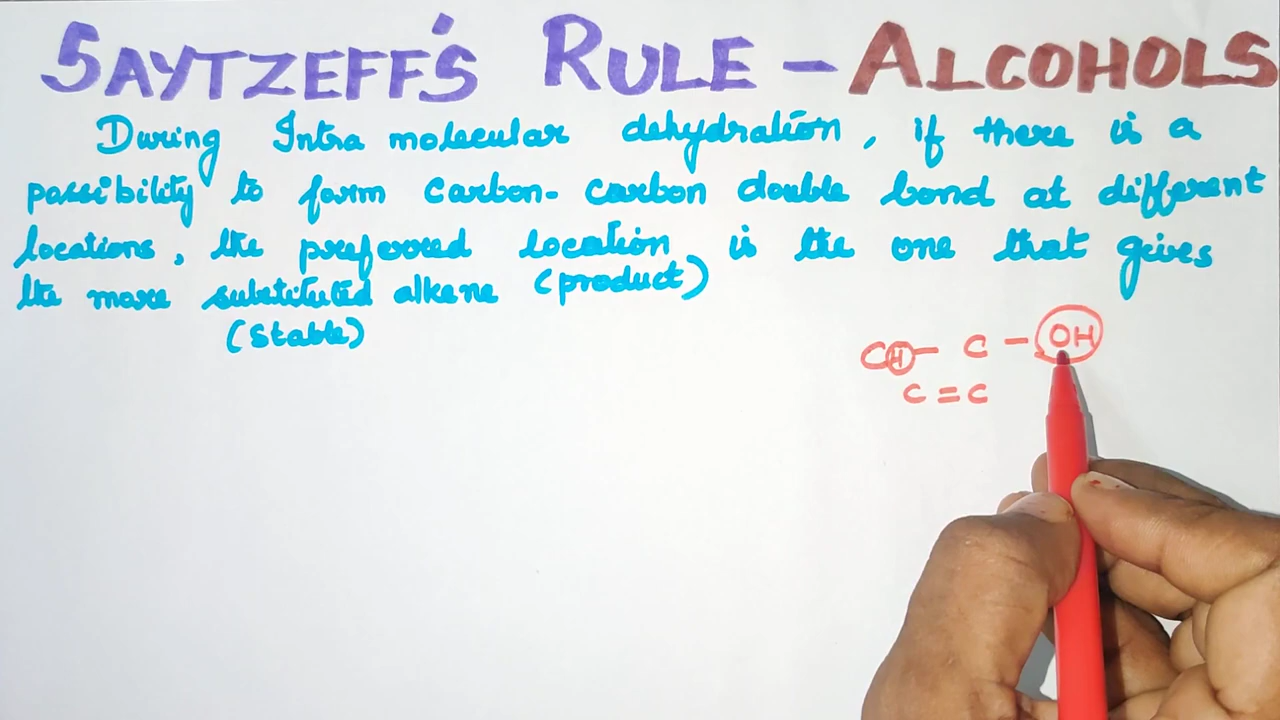 SAYTZEFF'S RULE - ALCOHOLS
During Intra molecular dehydration, if there is a
possibility to form carbon-carbon double bond at different
locations, the preferred location is the one that gives
the more substituted alkene (product)
(stable)
CH - C - OH
C = C